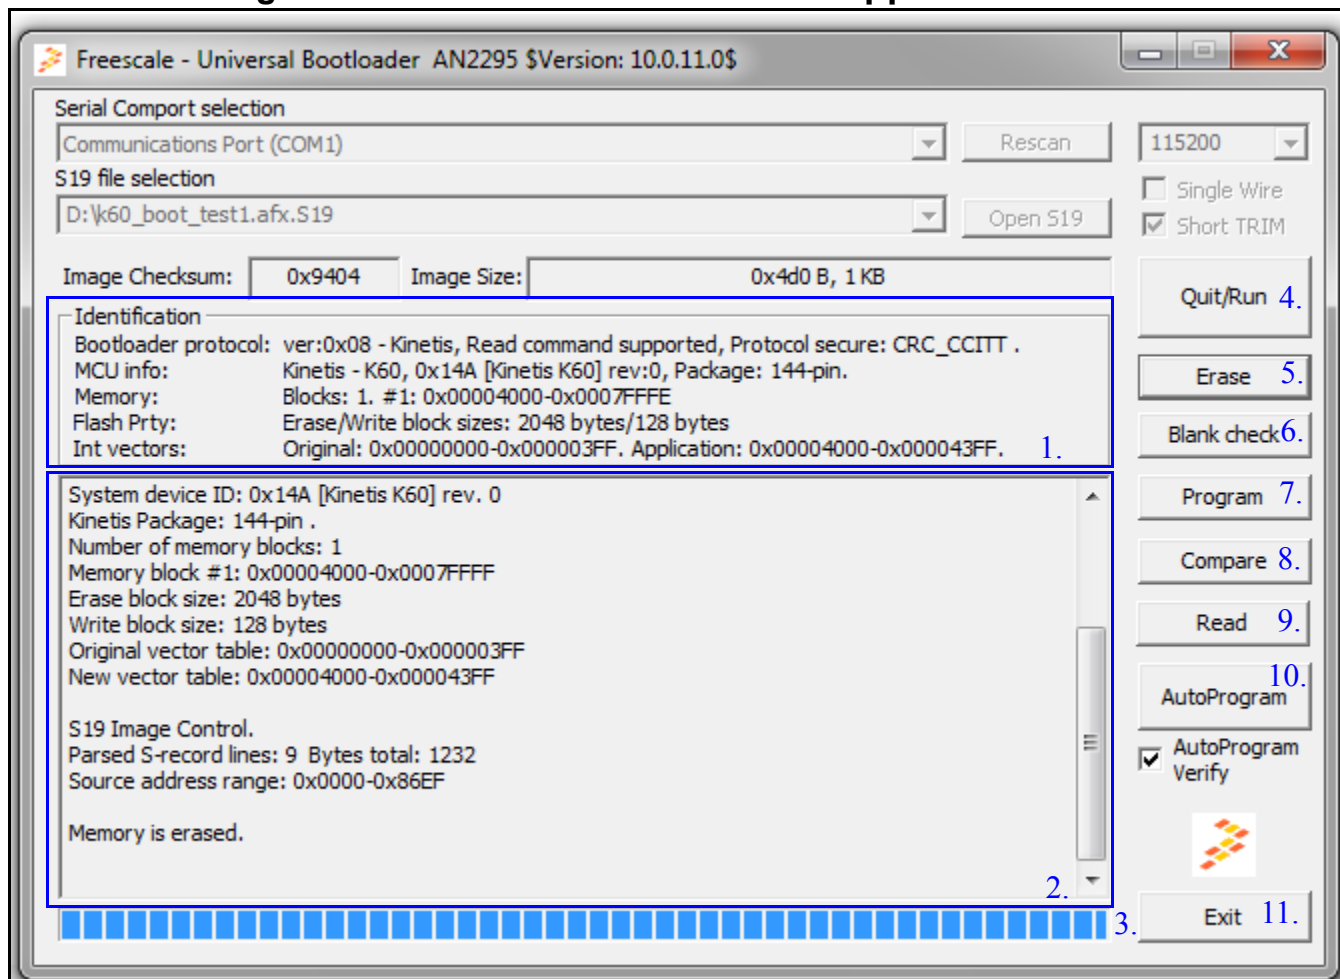 Freescale - Universal Bootloader AN2295 $Version: 10.0.11.0$
Serial Comport selection
Communications Port (COM1)
Rescan
115200
S19 file selection
Single Wire
D:\k60_boot_test1.afx.S19
Open S19
Short TRIM
Image Checksum: 0x9404 Image Size: 0x4d0 B, 1 KB
Quit/Run 4.
Identification
Bootloader protocol: ver:0x08 - Kinetis, Read command supported, Protocol secure: CRC_CCITT .
MCU info: Kinetis - K60, 0x14A [Kinetis K60] rev:0, Package: 144-pin.
Memory: Blocks: 1. #1: 0x00004000-0x0007FFFE
Flash Prty: Erase/Write block sizes: 2048 bytes/128 bytes
Int vectors: Original: 0x00000000-0x000003FF. Application: 0x00004000-0x000043FF.
1.
Erase 5.
Blank check 6.
System device ID: 0x14A [Kinetis K60] rev. 0
Kinetis Package: 144-pin .
Number of memory blocks: 1
Memory block #1: 0x00004000-0x0007FFFF
Erase block size: 2048 bytes
Write block size: 128 bytes
Original vector table: 0x00000000-0x000003FF
New vector table: 0x00004000-0x000043FF
S19 Image Control.
Parsed S-record lines: 9 Bytes total: 1232
Source address range: 0x0000-0x86EF
Memory is erased.
2.
Program 7.
Compare 8.
Read 9.
10.
AutoProgram
AutoProgram
Verify
3.
Exit 11.